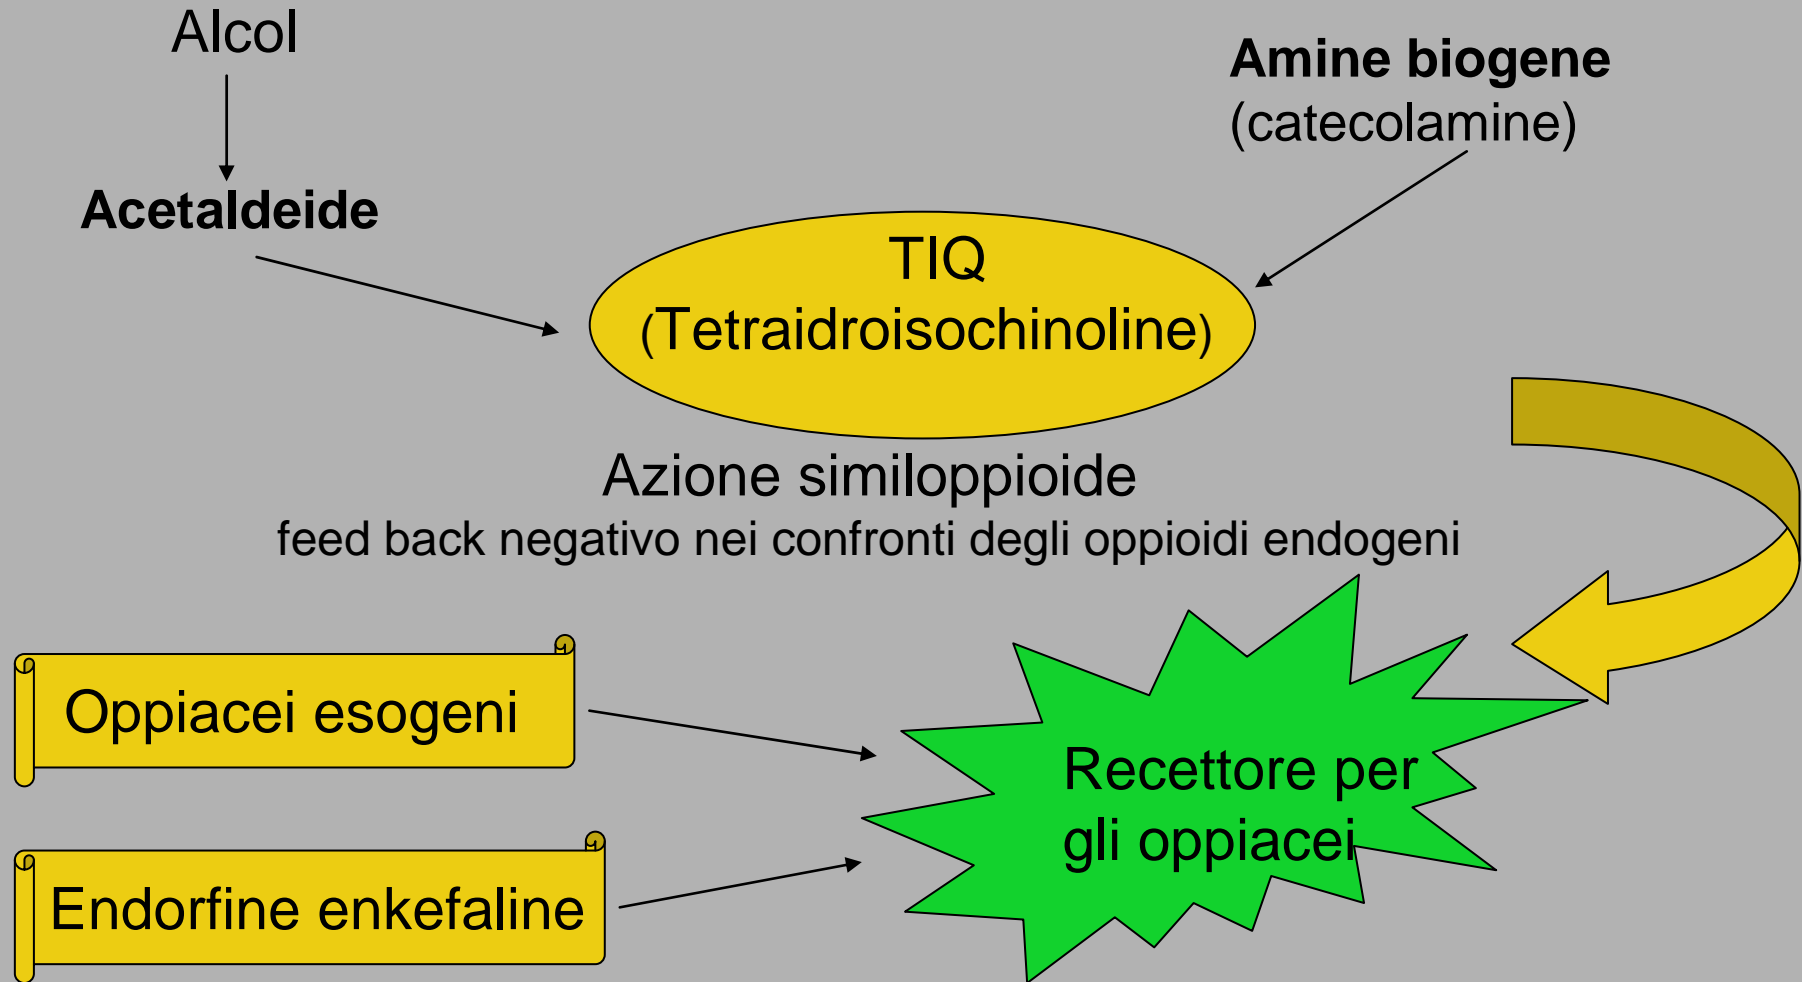 Alcol
Amine biogene
(catecolamine)
Acetaldeide
TIQ
(Tetraidroisochinoline)
Azione similoppioide
feed back negativo nei confronti degli oppioidi endogeni
Oppiacei esogeni
Recettore per
gli oppiacei
Endorfine enkefaline